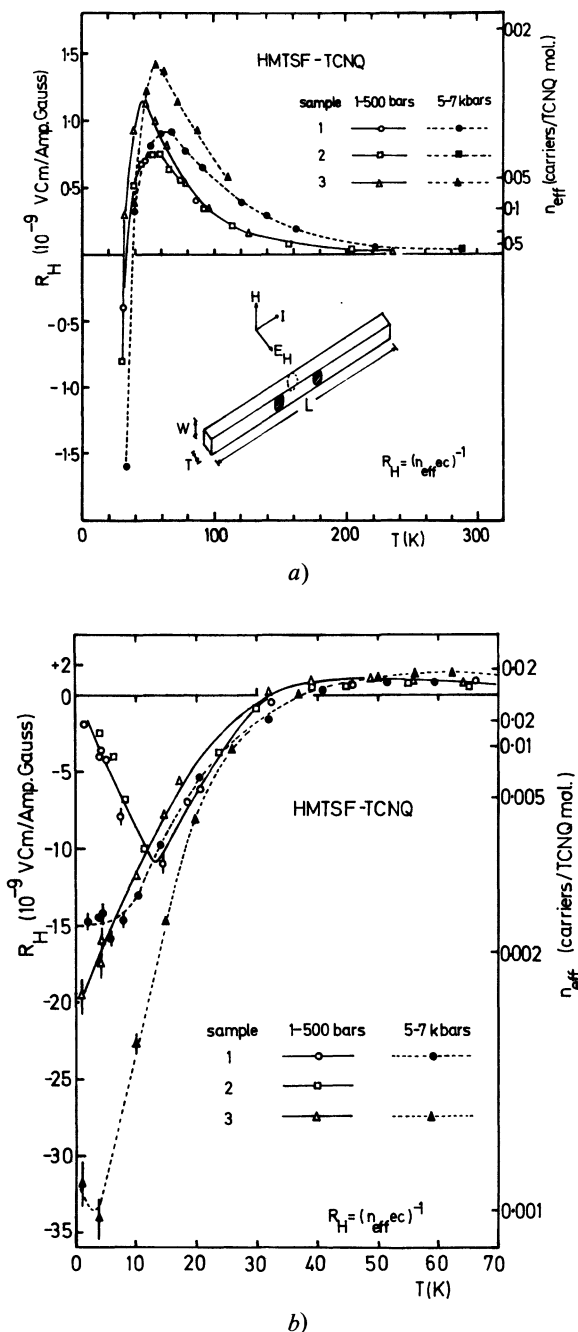 HMTSF-TCNQ
sample 1-500 bars 5-7 kbars
1
2
3
R_H (10⁻⁹ VCm/Amp.Gauss)
1·5
1.0
0.5
0
-0.5
-1.0
-1.5
0·02
0·05
0·1
0·5
n_eff (carriers/TCNQ mol.)
H
I
E_H
W
T
L
R_H = (n_eff ec)⁻¹
0 100 200 300
T(K)
a)
+2
0
-5
-10
-15
-20
-25
-30
-35
R_H (10⁻⁹ VCm/Amp.Gauss)
0·02
0·02
0·01
0·005
0·002
0·001
n_eff (carriers/TCNQ mol.)
HMTSF-TCNQ
sample 1-500 bars 5-7 kbars
1
2
3
R_H = (n_eff ec)⁻¹
0 10 20 30 40 50 60 70
T(K)
b)